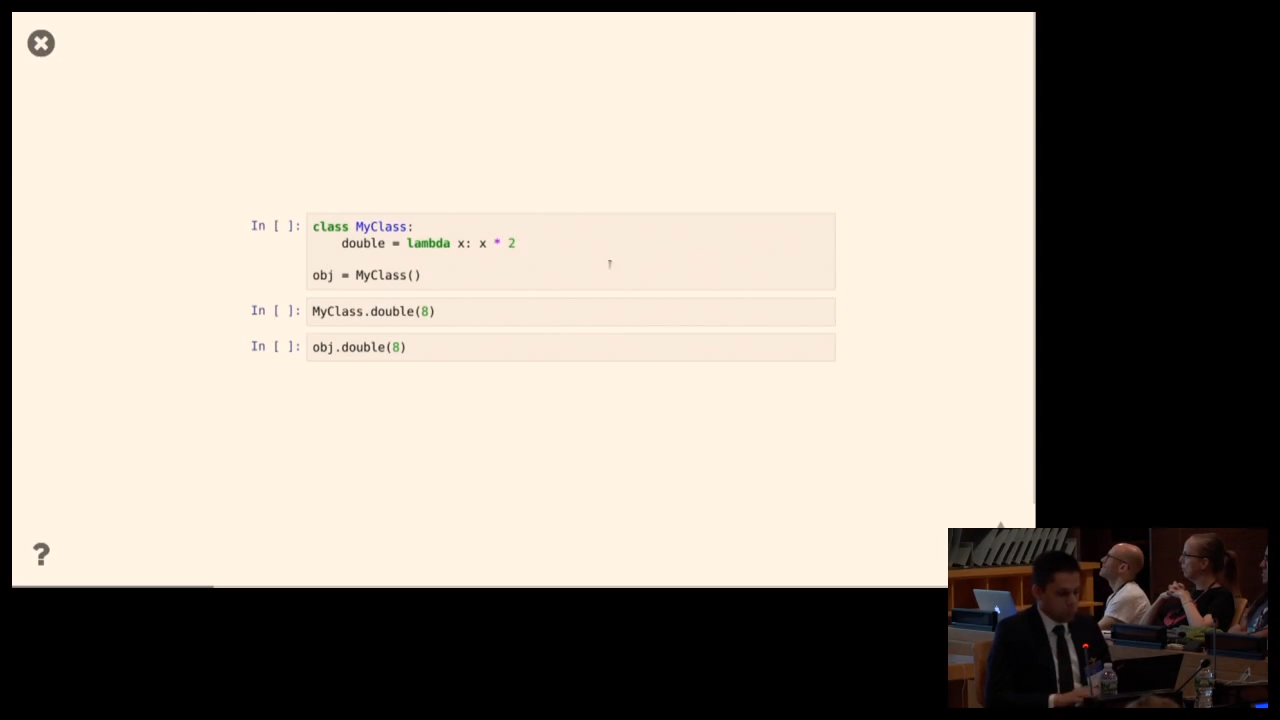 In [ ]:
class MyClass:
    double = lambda x: x * 2
obj = MyClass()
In [ ]:
MyClass.double(8)
In [ ]:
obj.double(8)
?